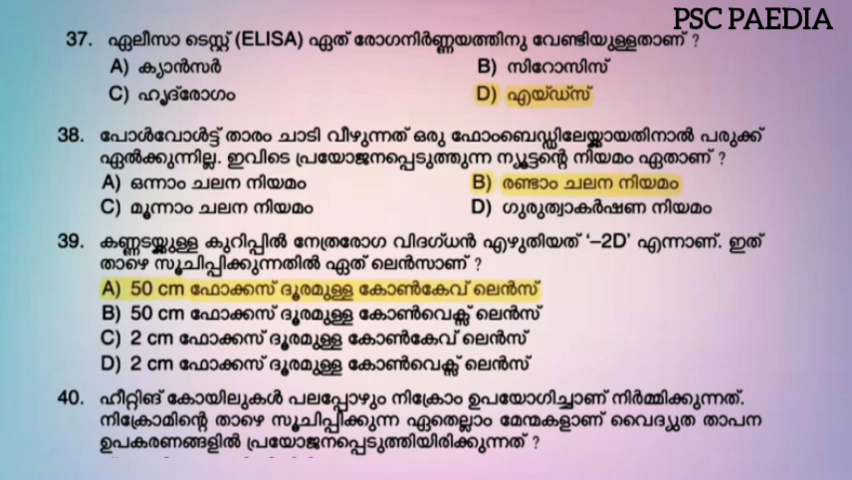 PSC PAEDIA
37. ഏലീസാ ടെസ്റ്റ് (ELISA) ഏത് രോഗനിർണ്ണയത്തിനു വേണ്ടിയുള്ളതാണ് ?
A) ക്യാൻസർ B) സിറോസിസ്
C) ഹൃദ്രോഗം D) എയ്ഡ്സ്
38. പോൾവോൾട്ട് താരം ചാടി വീഴുന്നത് ഒരു ഫോംബെഡ്ഡിലേയ്ക്കായതിനാൽ പരുക്ക്
ഏൽക്കുന്നില്ല. ഇവിടെ പ്രയോജനപ്പെടുത്തുന്ന ന്യൂട്ടന്റെ നിയമം ഏതാണ് ?
A) ഒന്നാം ചലന നിയമം B) രണ്ടാം ചലന നിയമം
C) മൂന്നാം ചലന നിയമം D) ഗുരുത്വാകർഷണ നിയമം
39. കണ്ണടയ്ക്കുള്ള കുറിപ്പിൽ നേത്രരോഗ വിദഗ്ധൻ എഴുതിയത് ‘–2D’ എന്നാണ്. ഇത്
താഴെ സൂചിപ്പിക്കുന്നതിൽ ഏത് ലെൻസാണ് ?
A) 50 cm ഫോക്കസ് ദൂരമുള്ള കോൺകേവ് ലെൻസ്
B) 50 cm ഫോക്കസ് ദൂരമുള്ള കോൺവെക്സ് ലെൻസ്
C) 2 cm ഫോക്കസ് ദൂരമുള്ള കോൺകേവ് ലെൻസ്
D) 2 cm ഫോക്കസ് ദൂരമുള്ള കോൺവെക്സ് ലെൻസ്
40. ഹീറ്റിങ് കോയിലുകൾ പലപ്പോഴും നിക്രോം ഉപയോഗിച്ചാണ് നിർമ്മിക്കുന്നത്.
നിക്രോമിന്റെ താഴെ സൂചിപ്പിക്കുന്ന ഏതെല്ലാം മേന്മകളാണ് വൈദ്യുത താപന
ഉപകരണങ്ങളിൽ പ്രയോജനപ്പെടുത്തിയിരിക്കുന്നത് ?